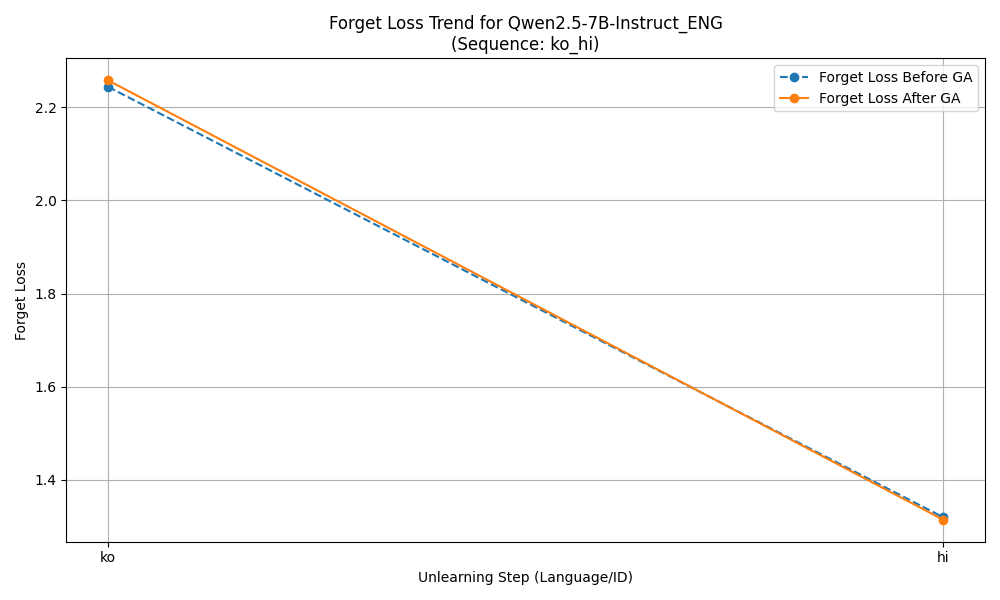 Forget Loss Trend for Qwen2.5-7B-Instruct_ENG
(Sequence: ko_hi)
Forget Loss Before GA
Forget Loss After GA
Forget Loss
2.2
2.0
1.8
1.6
1.4
ko
hi
Unlearning Step (Language/ID)